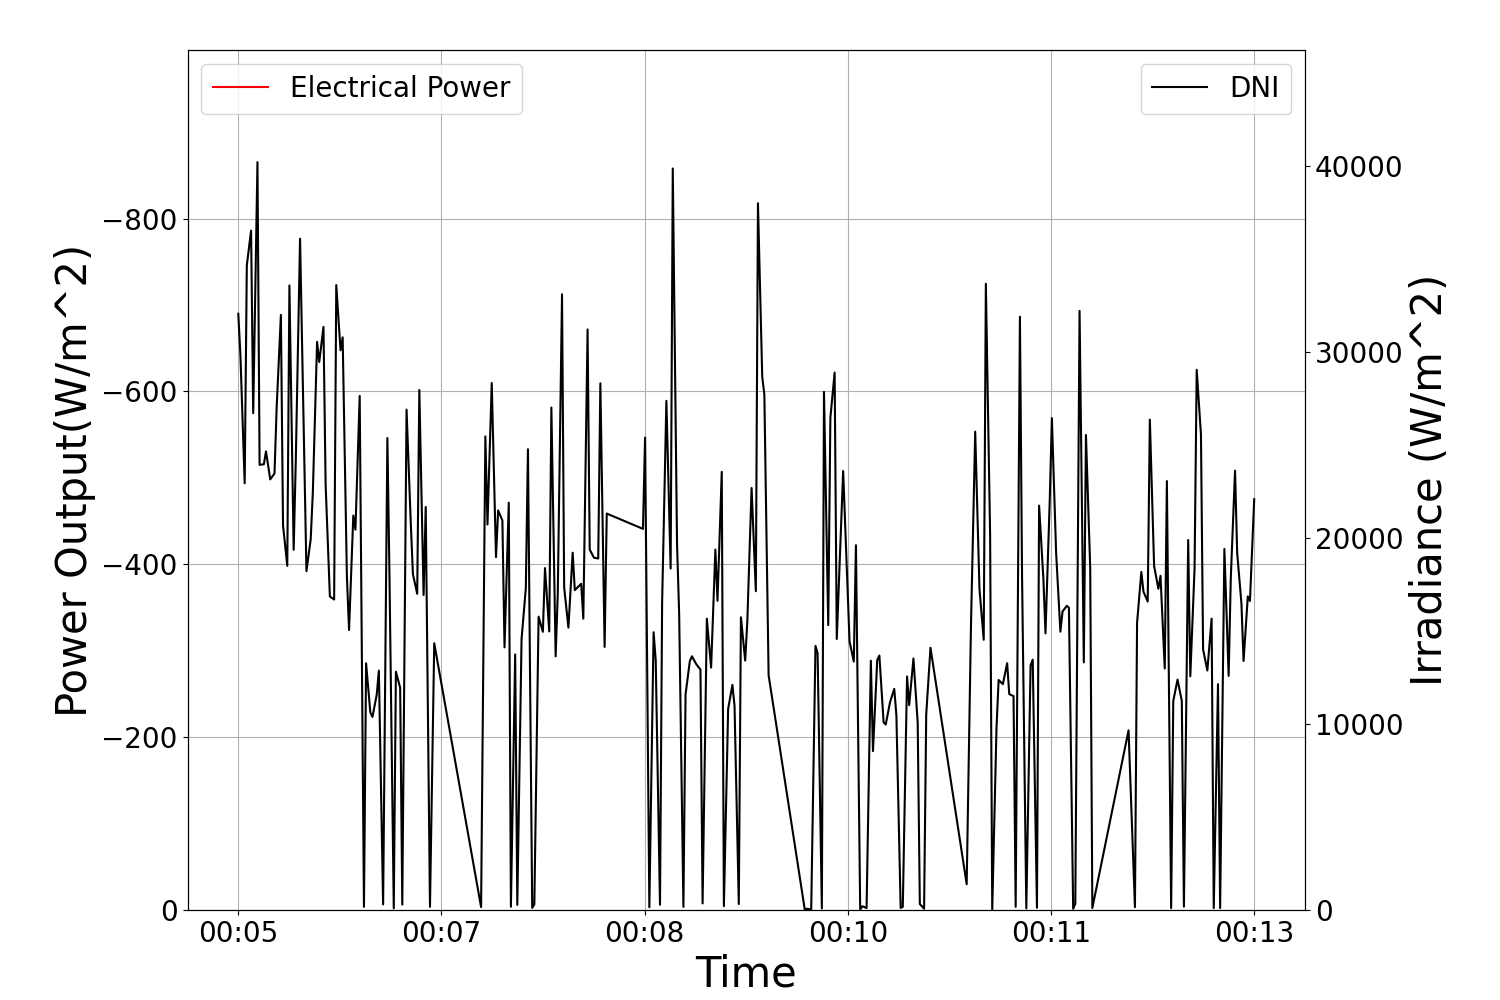 Electrical Power
DNI
Power Output(W/m^2)
−800
−600
−400
−200
0
40000
30000
20000
10000
0
Irradiance (W/m^2)
00:05 00:07 00:08 00:10 00:11 00:13
Time